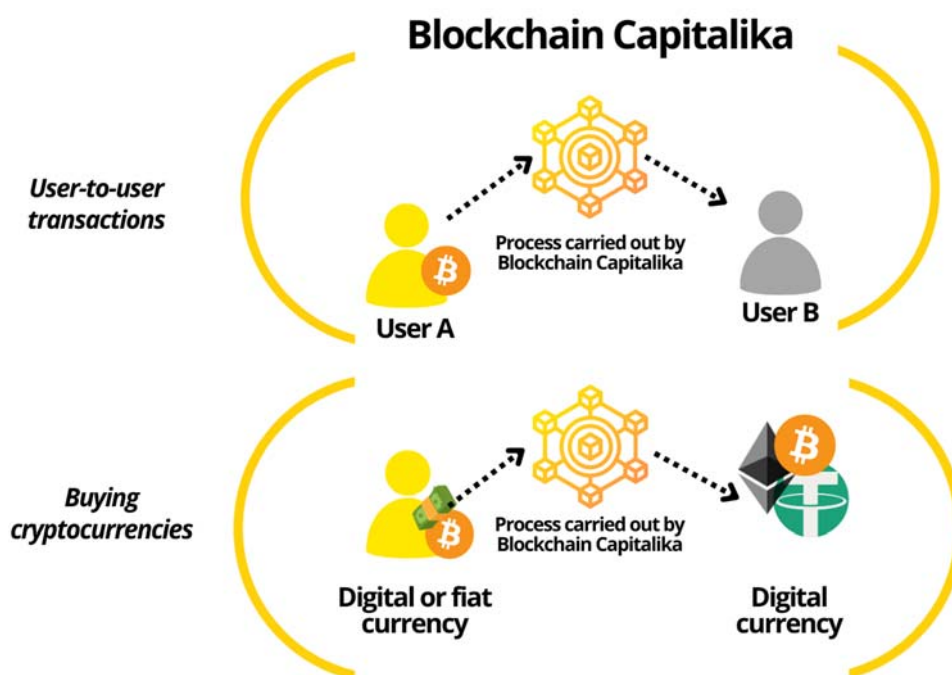 Blockchain Capitalika
User-to-user
transactions
Process carried out by
Blockchain Capitalika
User A
User B
Buying
cryptocurrencies
Process carried out by
Blockchain Capitalika
Digital or fiat
currency
Digital
currency